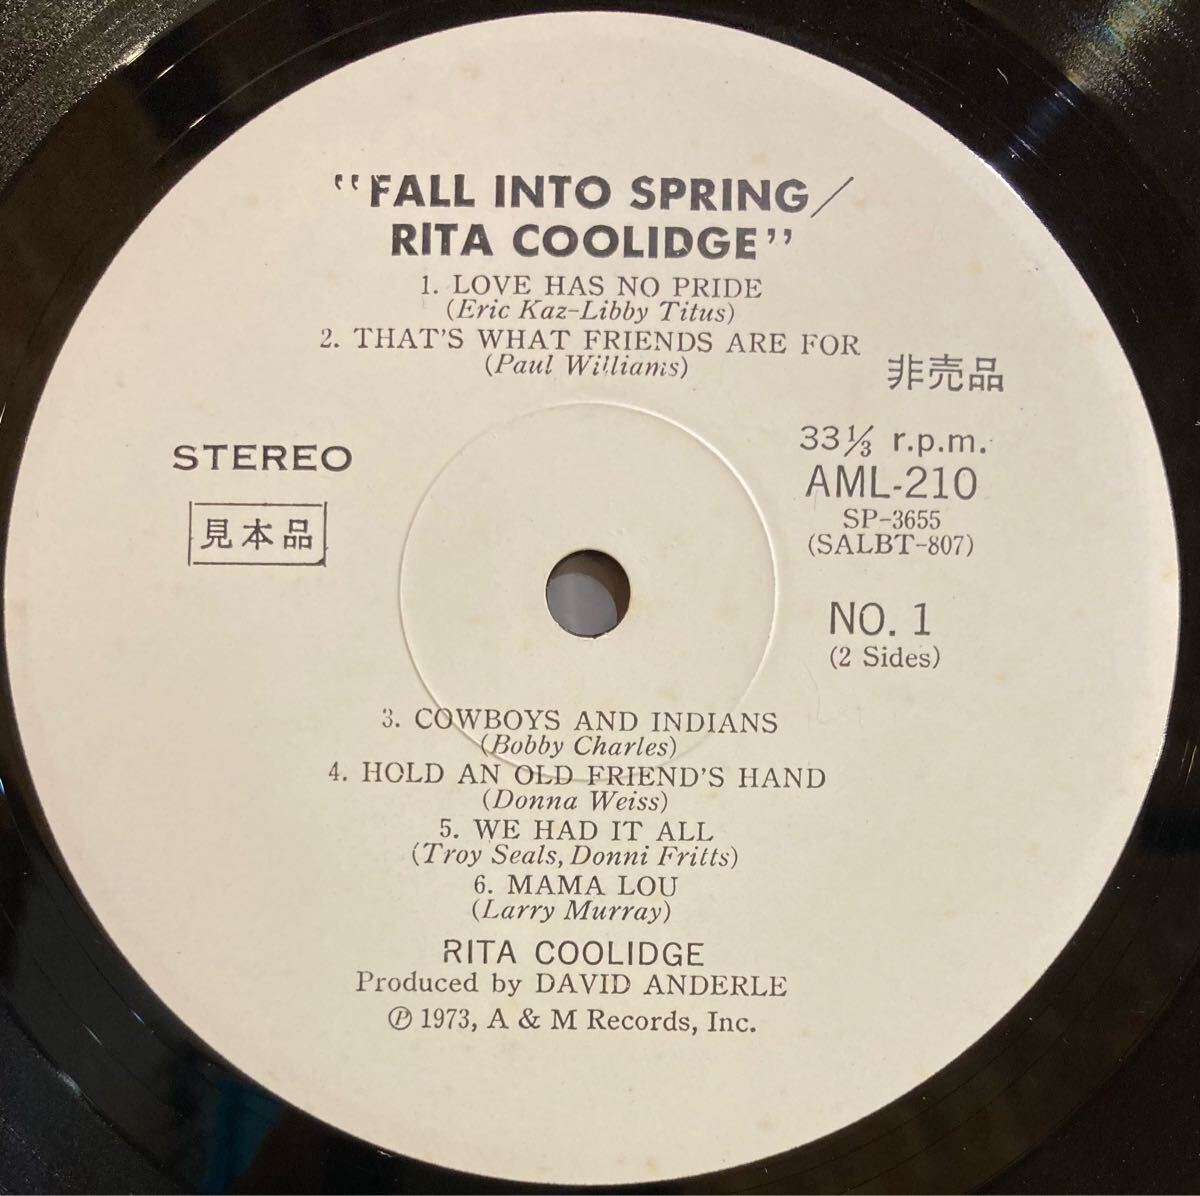 “FALL INTO SPRING/
RITA COOLIDGE”
1. LOVE HAS NO PRIDE
(Eric Kaz-Libby Titus)
2. THAT'S WHAT FRIENDS ARE FOR
(Paul Williams)
非売品
STEREO
見本品
33⅓ r.p.m.
AML-210
SP-3655
(SALBT-807)
NO. 1
(2 Sides)
3. COWBOYS AND INDIANS
(Bobby Charles)
4. HOLD AN OLD FRIEND'S HAND
(Donna Weiss)
5. WE HAD IT ALL
(Troy Seals, Donni Fritts)
6. MAMA LOU
(Larry Murray)
RITA COOLIDGE
Produced by DAVID ANDERLE
℗ 1973, A & M Records, Inc.